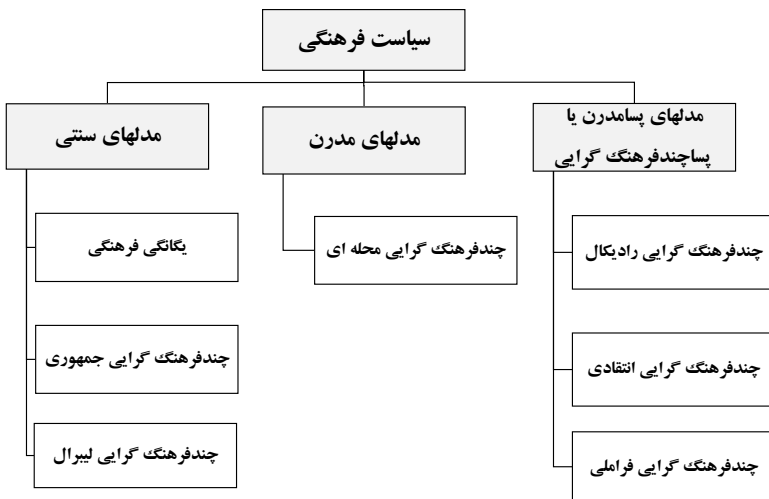 سیاست فرهنگی
مدلهای پسامدرن یا
پساچندفرهنگ گرایی
چندفرهنگ گرایی رادیکال
چندفرهنگ گرایی انتقادی
چندفرهنگ گرایی فراملی
مدلهای مدرن
چندفرهنگ گرایی محله ای
مدلهای سنتی
یگانگی فرهنگی
چندفرهنگ گرایی جمهوری
چندفرهنگ گرایی لیبرال